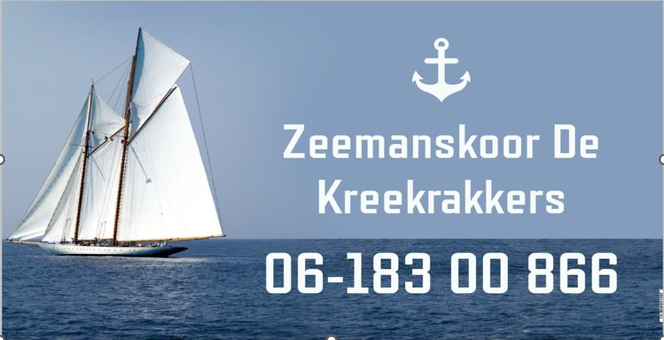 Zeemanskoor De
Kreekrakkers
06-183 00 866